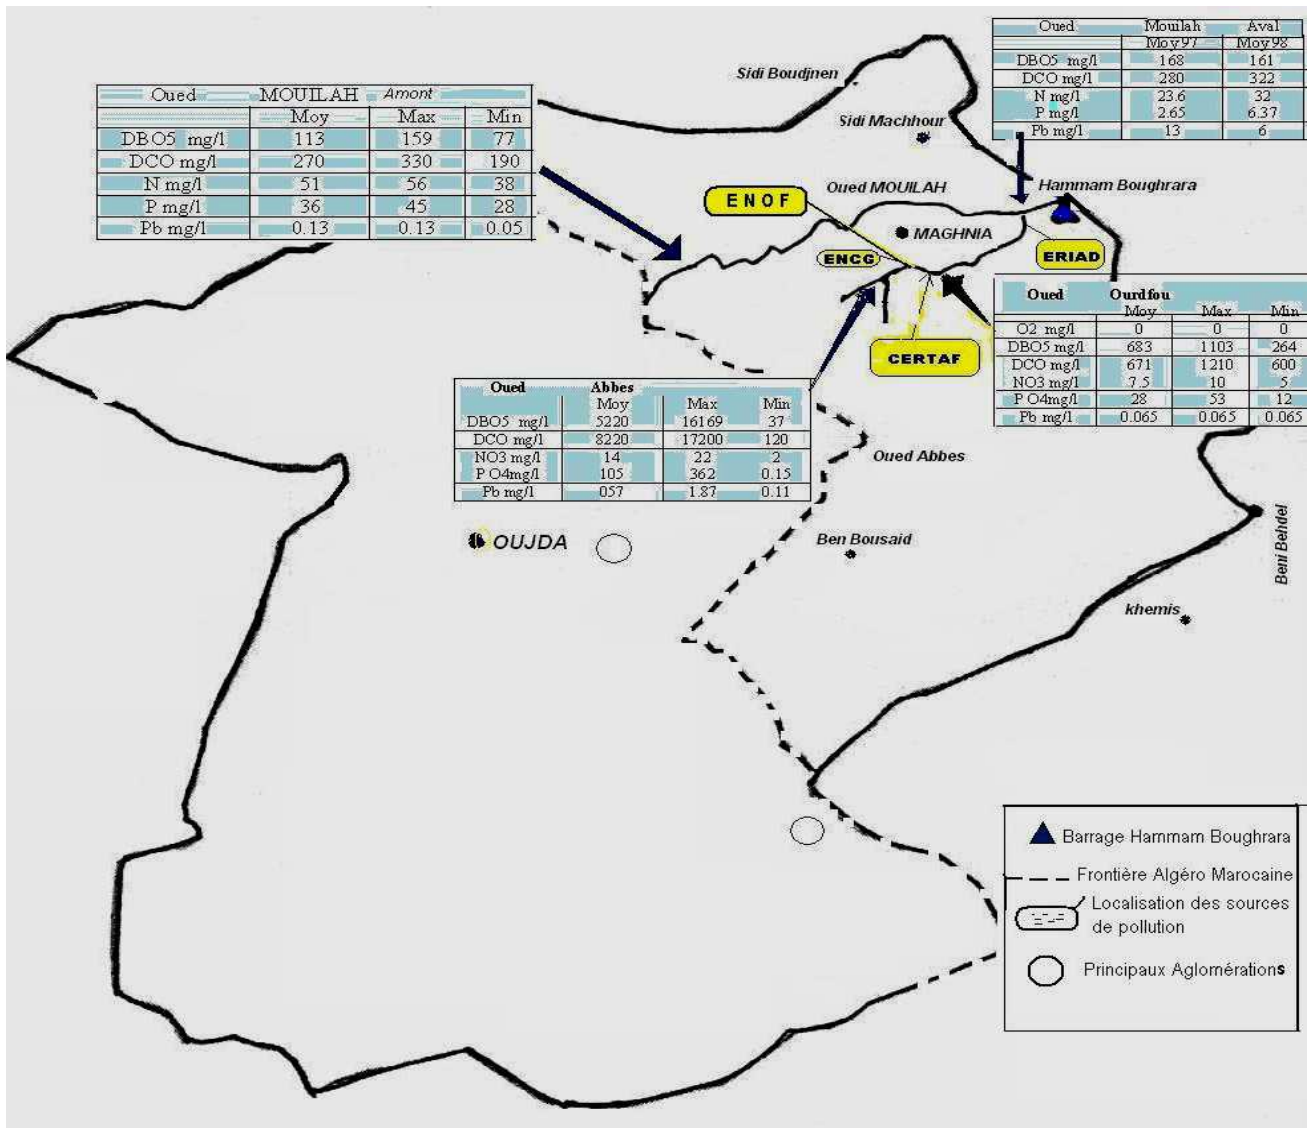 Oued Mouilah Aval
Moy97 Moy98
DBO5 mg/l 168 161
DCO mg/l 280 322
N mg/l 23.6 32
P mg/l 2.65 6.37
Pb mg/l 13 6
Oued MOUILAH Amont
Moy Max Min
DBO5 mg/l 113 159 77
DCO mg/l 270 330 190
N mg/l 51 56 38
P mg/l 36 45 28
Pb mg/l 0.13 0.13 0.05
Sidi Boudjnen
Sidi Machhour
Oued MOUILAH
Hammam Boughrara
ENOF
MAGHNIA
ENCG
ERIAD
CERTAF
Oued Ourdfou
Moy Max Min
O2 mg/l 0 0 0
DBO5 mg/l 683 1103 264
DCO mg/l 671 1210 600
NO3 mg/l 7.5 10 5
P O4mg/l 28 53 12
Pb mg/l 0.065 0.065 0.065
Oued Abbes
Moy Max Min
DBO5 mg/l 5220 16169 37
DCO mg/l 8220 17200 120
NO3 mg/l 14 22 2
P O4mg/l 105 362 0.15
Pb mg/l 057 1.87 0.11
Oued Abbes
OUJDA
Ben Bousaid
Beni Behdel
khemis
Barrage Hammam Boughrara
Frontière Algéro Marocaine
Localisation des sources
de pollution
Principaux Aglomérations